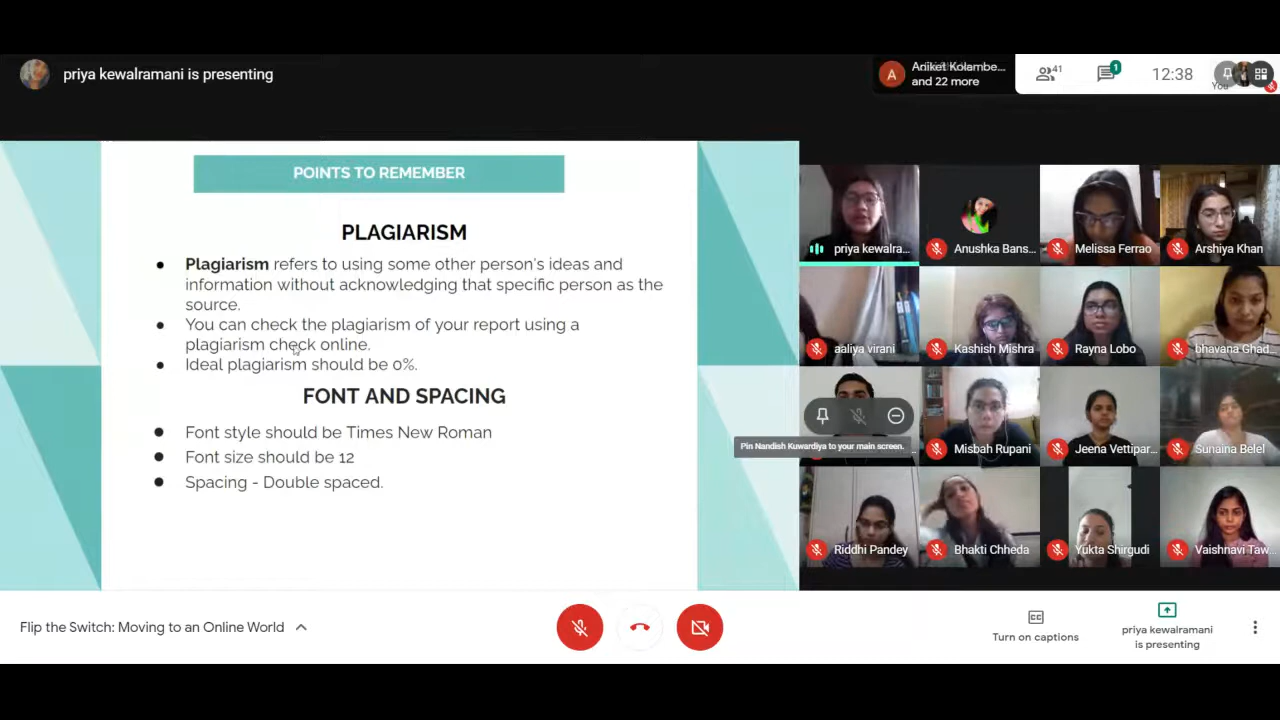 priya kewalramani is presenting
A
Aniket Kolambe...
and 22 more
41
1
12:38
You
POINTS TO REMEMBER
PLAGIARISM
● Plagiarism refers to using some other person's ideas and
information without acknowledging that specific person as the
source.
● You can check the plagiarism of your report using a
plagiarism check online.
● Ideal plagiarism should be 0%.
FONT AND SPACING
● Font style should be Times New Roman
● Font size should be 12
● Spacing - Double spaced.
priya kewalra...
Anushka Bans...
Melissa Ferrao
Arshiya Khan
aaliya virani
Kashish Mishra
Rayna Lobo
bhavana Ghad...
Pin Nandish Kuwardiya to your main screen.
Misbah Rupani
Jeena Vettipar...
Sunaina Belel
Riddhi Pandey
Bhakti Chheda
Yukta Shirgudi
Vaishnavi Taw...
Flip the Switch: Moving to an Online World
CC
Turn on captions
priya kewalramani
is presenting